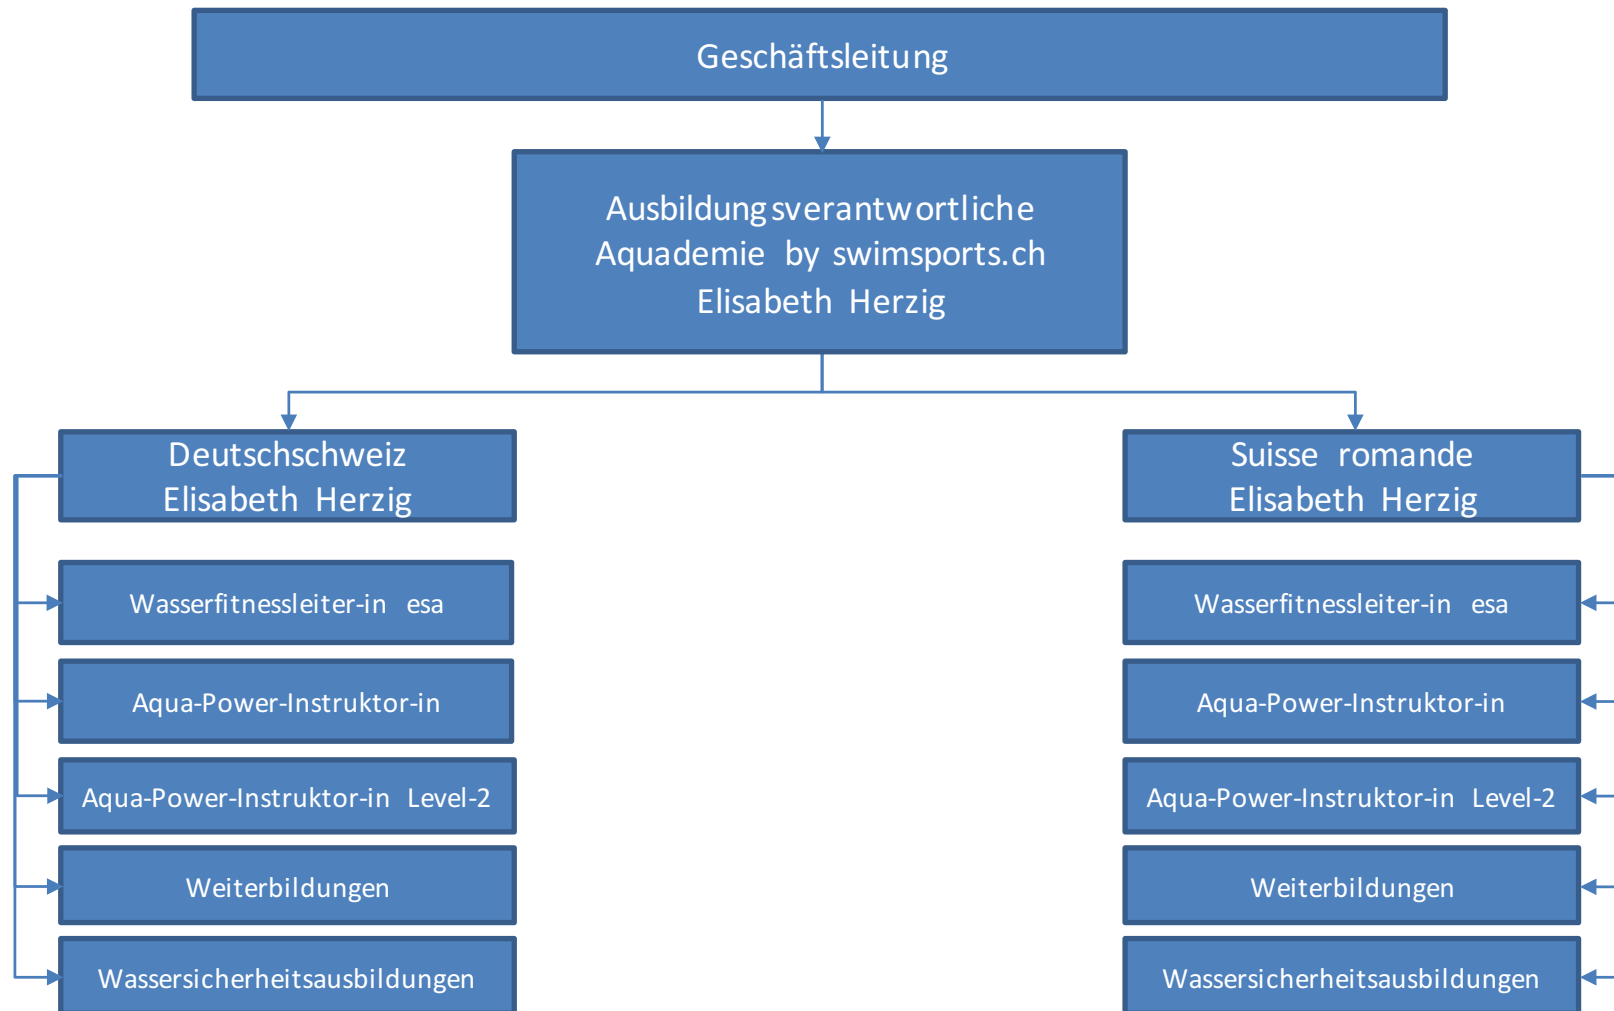 Geschäftsleitung
Ausbildungsverantwortliche
Aquademie by swimsports.ch
Elisabeth Herzig
Deutschschweiz
Elisabeth Herzig
Suisse romande
Elisabeth Herzig
Wasserfitnessleiter-in esa
Wasserfitnessleiter-in esa
Aqua-Power-Instruktor-in
Aqua-Power-Instruktor-in
Aqua-Power-Instruktor-in Level-2
Aqua-Power-Instruktor-in Level-2
Weiterbildungen
Weiterbildungen
Wassersicherheitsausbildungen
Wassersicherheitsausbildungen